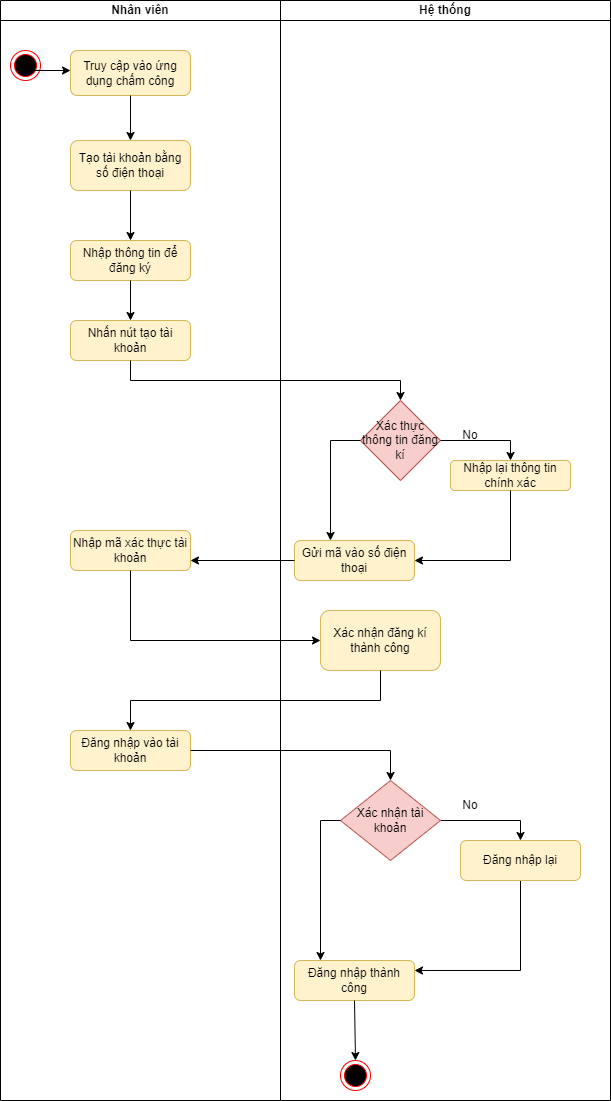 Nhân viên
Hệ thống
Truy cập vào ứng
dụng chấm công
Tạo tài khoản bằng
số điện thoại
Nhập thông tin để
đăng ký
Nhấn nút tạo tài
khoản
Xác thực
thông tin đăng
kí
No
Nhập lại thông tin
chính xác
Nhập mã xác thực tài
khoản
Gửi mã vào số điện
thoại
Xác nhận đăng kí
thành công
Đăng nhập vào tài
khoản
Xác nhận tài
khoản
No
Đăng nhập lại
Đăng nhập thành
công